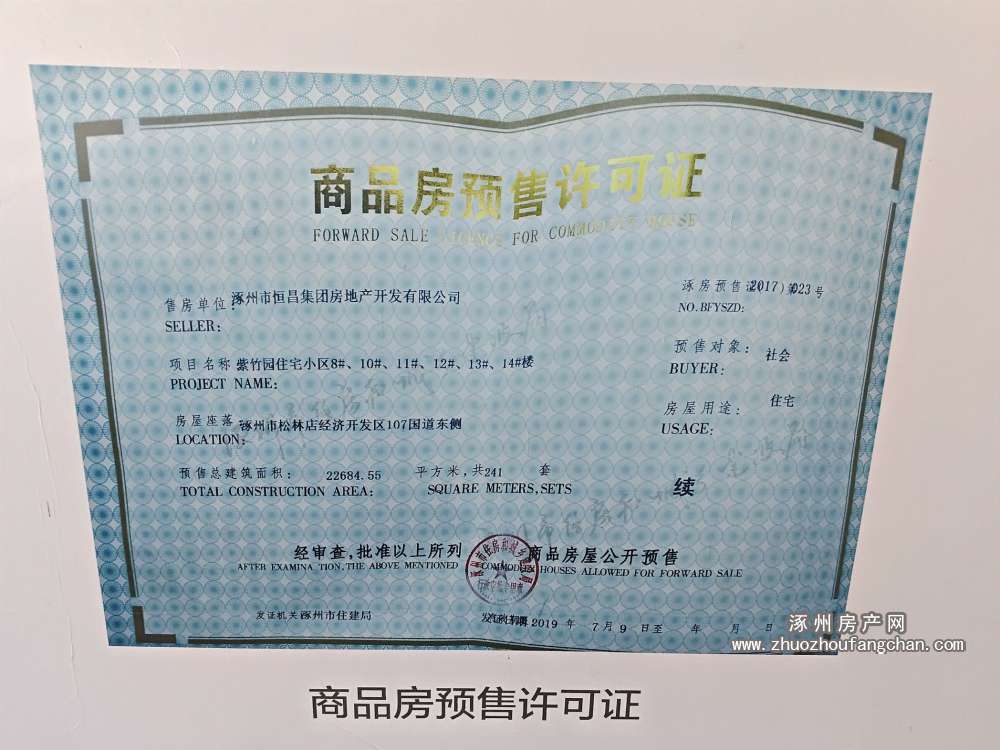 商品房预售许可证
FORWARD SALE LICENCE FOR COMMODITY HOUSE
涿房预售证(2017)第023号
NO.BFYSZD:
售房单位:涿州市恒昌集团房地产开发有限公司
SELLER:
预售对象:社会
BUYER:
项目名称 紫竹园住宅小区8#、10#、11#、12#、13#、14#楼
PROJECT NAME:
房屋用途:住宅
USAGE:
房屋座落 涿州市松林店经济开发区107国道东侧
LOCATION:
预售总建筑面积: 22684.55 平方米,共241 套
TOTAL CONSTRUCTION AREA: SQUARE METERS,SETS
续
经审查,批准以上所列 商品房屋公开预售
AFTER EXAMINA TION,THE ABOVE MENTIONED COMMODITY HOUSES ALLOWED FOR FORWARD SALE
发证机关 涿州市住建局
2019 年 7月 9 日至 年 月 日
涿州房产网
www.zhuozhoufangchan.com
商品房预售许可证